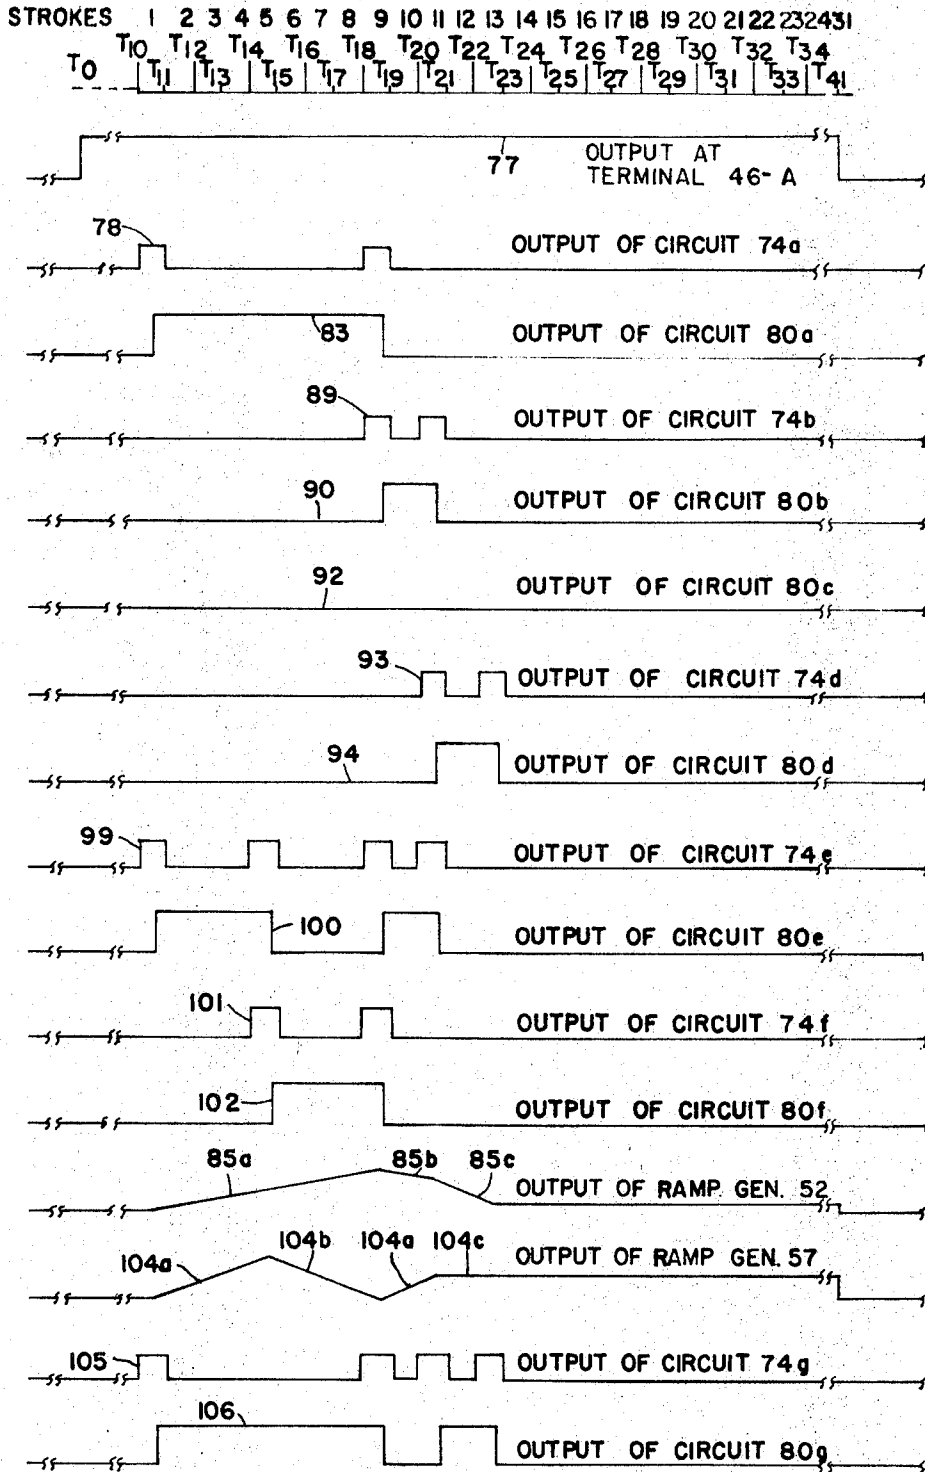 STROKES 1 2 3 4 5 6 7 8 9 10 11 12 13 14 15 16 17 18 19 20 21 22 23 24 31
T10 T12 T14 T16 T18 T20 T22 T24 T26 T28 T30 T32 T34
T0 T11 T13 T15 T17 T19 T21 T23 T25 T27 T29 T31 T33 T41
77 OUTPUT AT
TERMINAL 46-A
78 OUTPUT OF CIRCUIT 74a
83 OUTPUT OF CIRCUIT 80a
89 OUTPUT OF CIRCUIT 74b
90 OUTPUT OF CIRCUIT 80b
92 OUTPUT OF CIRCUIT 80c
93 OUTPUT OF CIRCUIT 74d
94 OUTPUT OF CIRCUIT 80d
99 OUTPUT OF CIRCUIT 74e
100 OUTPUT OF CIRCUIT 80e
101 OUTPUT OF CIRCUIT 74f
102 OUTPUT OF CIRCUIT 80f
85a 85b 85c OUTPUT OF RAMP GEN. 52
104a 104b 104a 104c OUTPUT OF RAMP GEN. 57
105 OUTPUT OF CIRCUIT 74g
106 OUTPUT OF CIRCUIT 80g